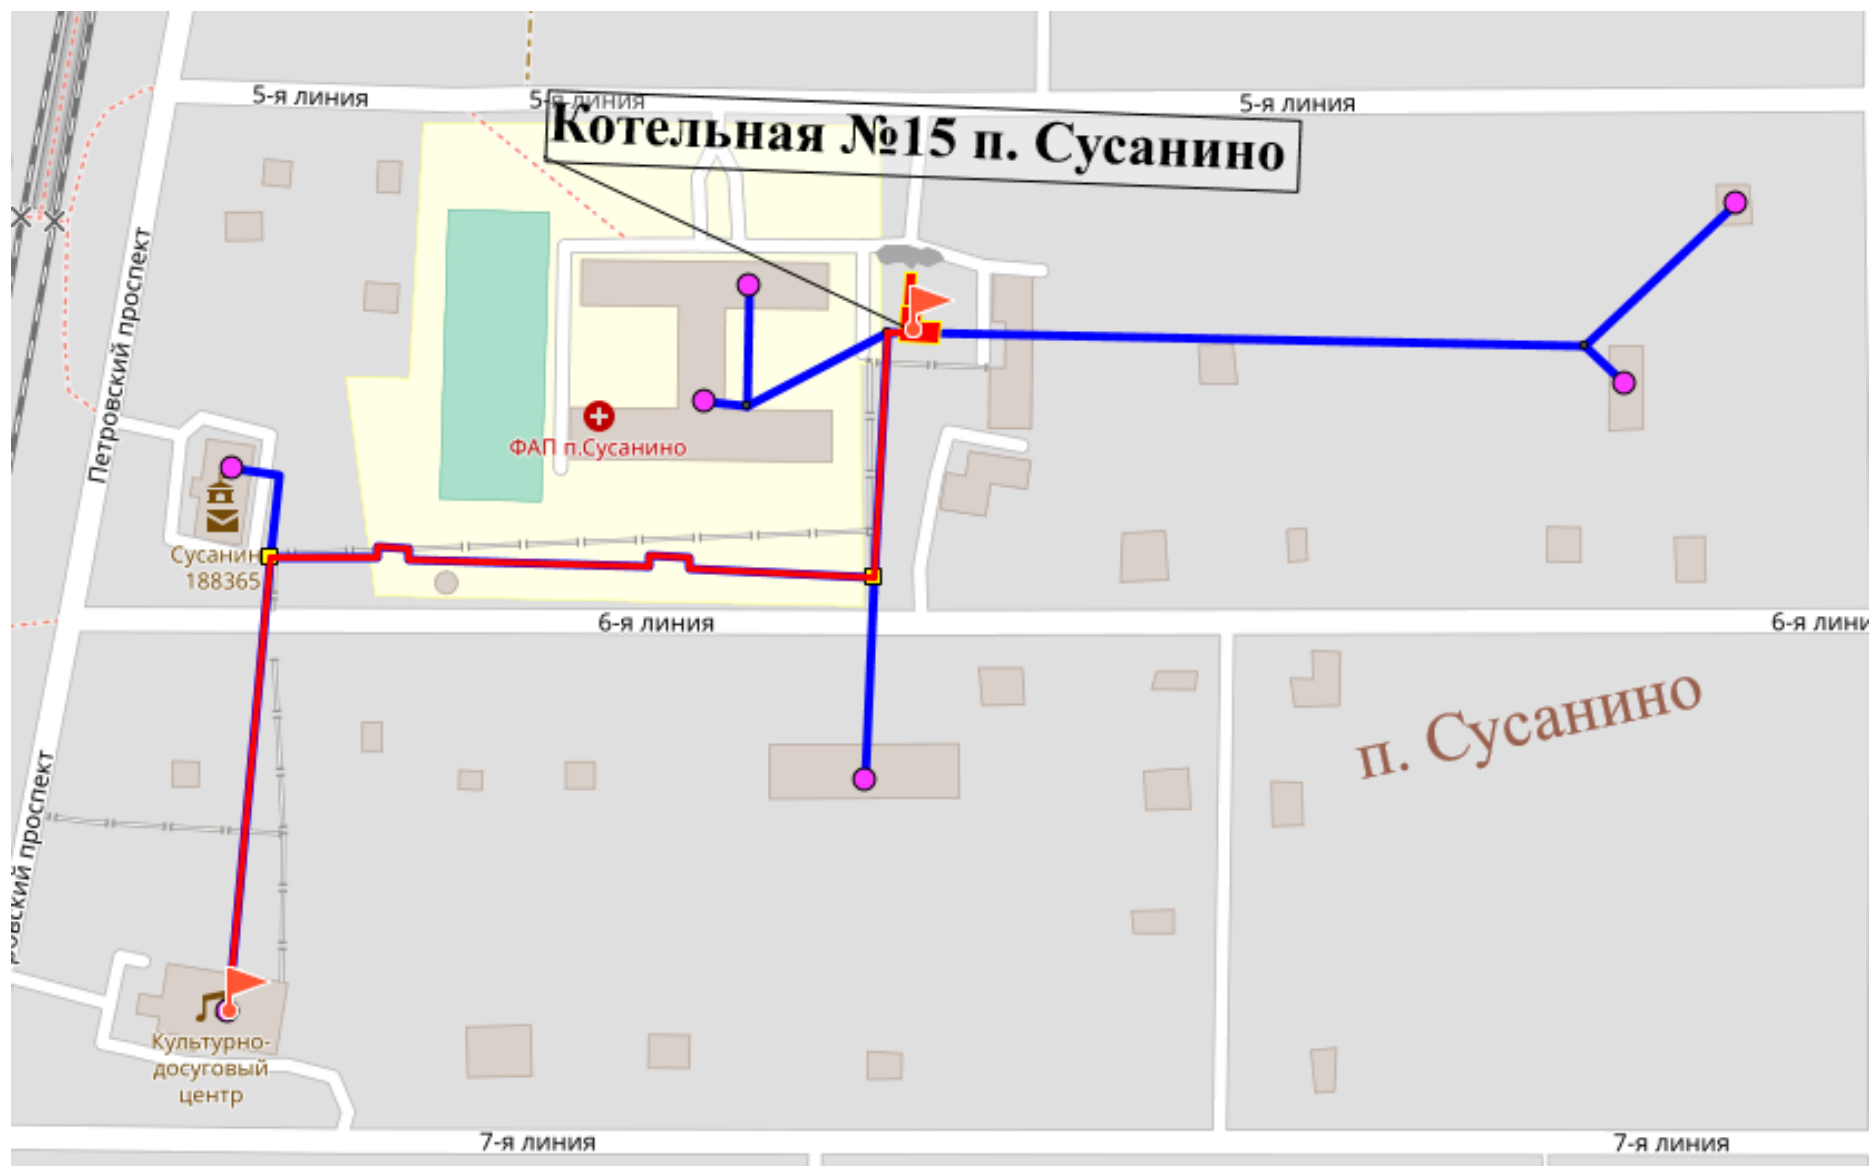 5-я линия
5-я линия
5-я линия
Котельная №15 п. Сусанино
Петровский проспект
ФАП п.Сусанино
Сусанин
188365
6-я линия
6-я лини
п. Сусанино
ровский проспект
Культурно-
досуговый
центр
7-я линия
7-я линия